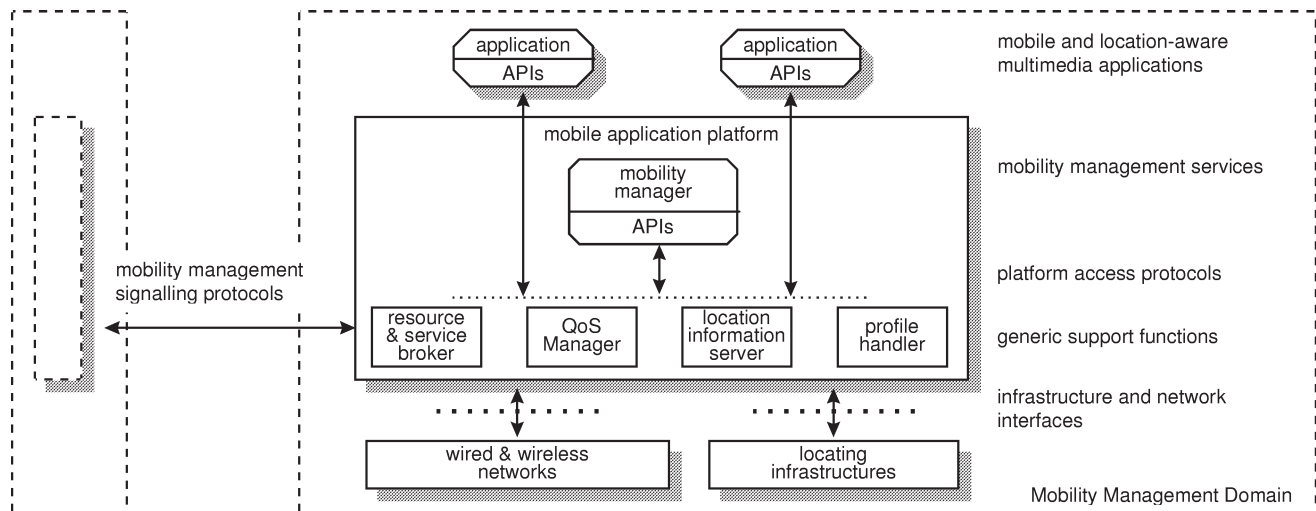 application
APIs
application
APIs
mobile and location-aware
multimedia applications
mobile application platform
mobility
manager
APIs
mobility management services
mobility management
signalling protocols
platform access protocols
resource
& service
broker
QoS
Manager
location
information
server
profile
handler
generic support functions
infrastructure and network
interfaces
wired & wireless
networks
locating
infrastructures
Mobility Management Domain